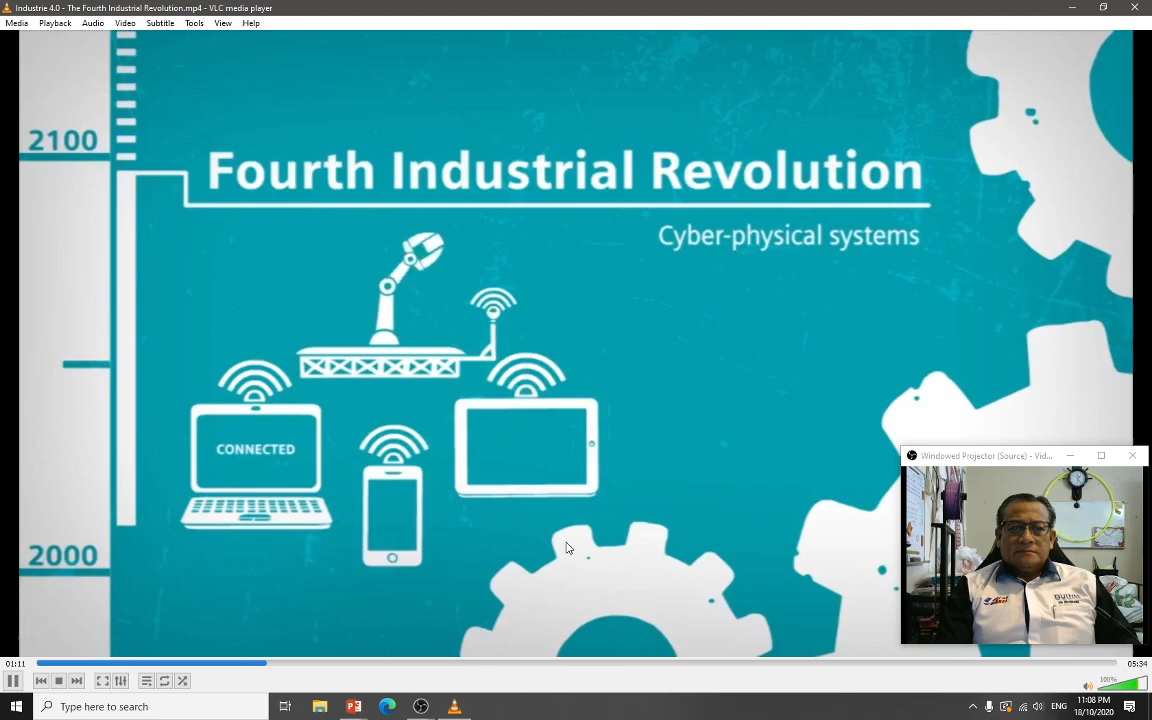 Industrie 4.0 - The Fourth Industrial Revolution.mp4 - VLC media player
Media Playback Audio Video Subtitle Tools View Help
2100
Fourth Industrial Revolution
Cyber-physical systems
CONNECTED
2000
Windowed Projector (Source) - Vid...
01:11
05:34
100%
Type here to search
ENG
11:08 PM
18/10/2020